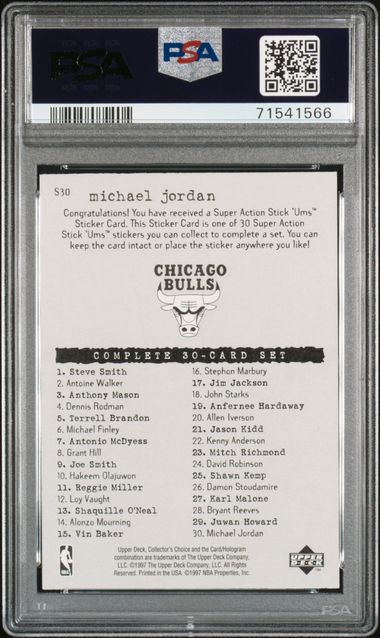 PSA
PSA
71541566
S30
michael jordan
Congratulations! You have received a Super Action Stick 'Ums™
Sticker Card. This Sticker Card is one of 30 Super Action
Stick 'Ums™ stickers you can collect to complete a set. You can
keep the card intact or place the sticker anywhere you like!
CHICAGO
BULLS
COMPLETE 30-CARD SET
1. Steve Smith
2. Antoine Walker
3. Anthony Mason
4. Dennis Rodman
5. Terrell Brandon
6. Michael Finley
7. Antonio McDyess
8. Grant Hill
9. Joe Smith
10. Hakeem Olajuwon
11. Reggie Miller
12. Loy Vaught
13. Shaquille O'Neal
14. Alonzo Mourning
15. Vin Baker
16. Stephon Marbury
17. Jim Jackson
18. John Starks
19. Anfernee Hardaway
20. Allen Iverson
21. Jason Kidd
22. Kenny Anderson
23. Mitch Richmond
24. David Robinson
25. Shawn Kemp
26. Damon Stoudamire
27. Karl Malone
28. Bryant Reeves
29. Juwan Howard
30. Michael Jordan
NBA
Upper Deck, Collector's Choice and the Card/Hologram
combination are trademarks of The Upper Deck Company,
LLC. ©1997 The Upper Deck Company, LLC. All Rights
Reserved. Printed in the USA. ©1997 NBA Properties, Inc.
UPPER
DECK
PSA